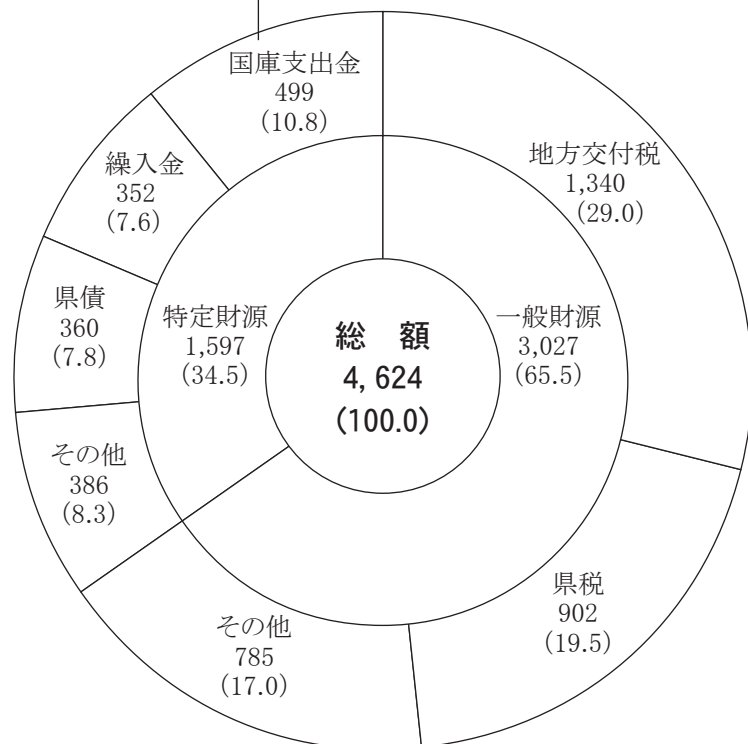 国庫支出金
499
(10.8)
地方交付税
1,340
(29.0)
繰入金
352
(7.6)
県債
360
(7.8)
特定財源
1,597
(34.5)
総　額
4,624
(100.0)
一般財源
3,027
(65.5)
その他
386
(8.3)
県税
902
(19.5)
その他
785
(17.0)